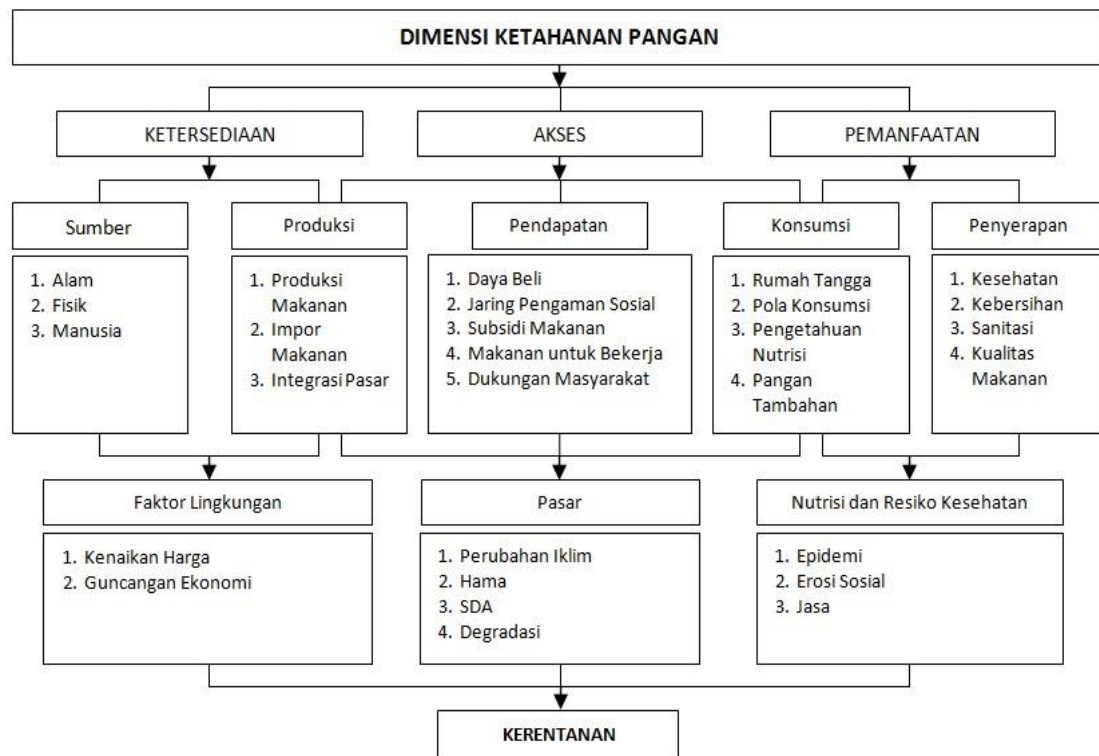 DIMENSI KETAHANAN PANGAN
KETERSEDIAAN
AKSES
PEMANFAATAN
Sumber
Produksi
Pendapatan
Konsumsi
Penyerapan
1. Alam
2. Fisik
3. Manusia
1. Produksi
Makanan
2. Impor
Makanan
3. Integrasi Pasar
1. Daya Beli
2. Jaring Pengaman Sosial
3. Subsidi Makanan
4. Makanan untuk Bekerja
5. Dukungan Masyarakat
1. Rumah Tangga
2. Pola Konsumsi
3. Pengetahuan
Nutrisi
4. Pangan
Tambahan
1. Kesehatan
2. Kebersihan
3. Sanitasi
4. Kualitas
Makanan
Faktor Lingkungan
Pasar
Nutrisi dan Resiko Kesehatan
1. Kenaikan Harga
2. Guncangan Ekonomi
1. Perubahan Iklim
2. Hama
3. SDA
4. Degradasi
1. Epidemi
2. Erosi Sosial
3. Jasa
KERENTANAN